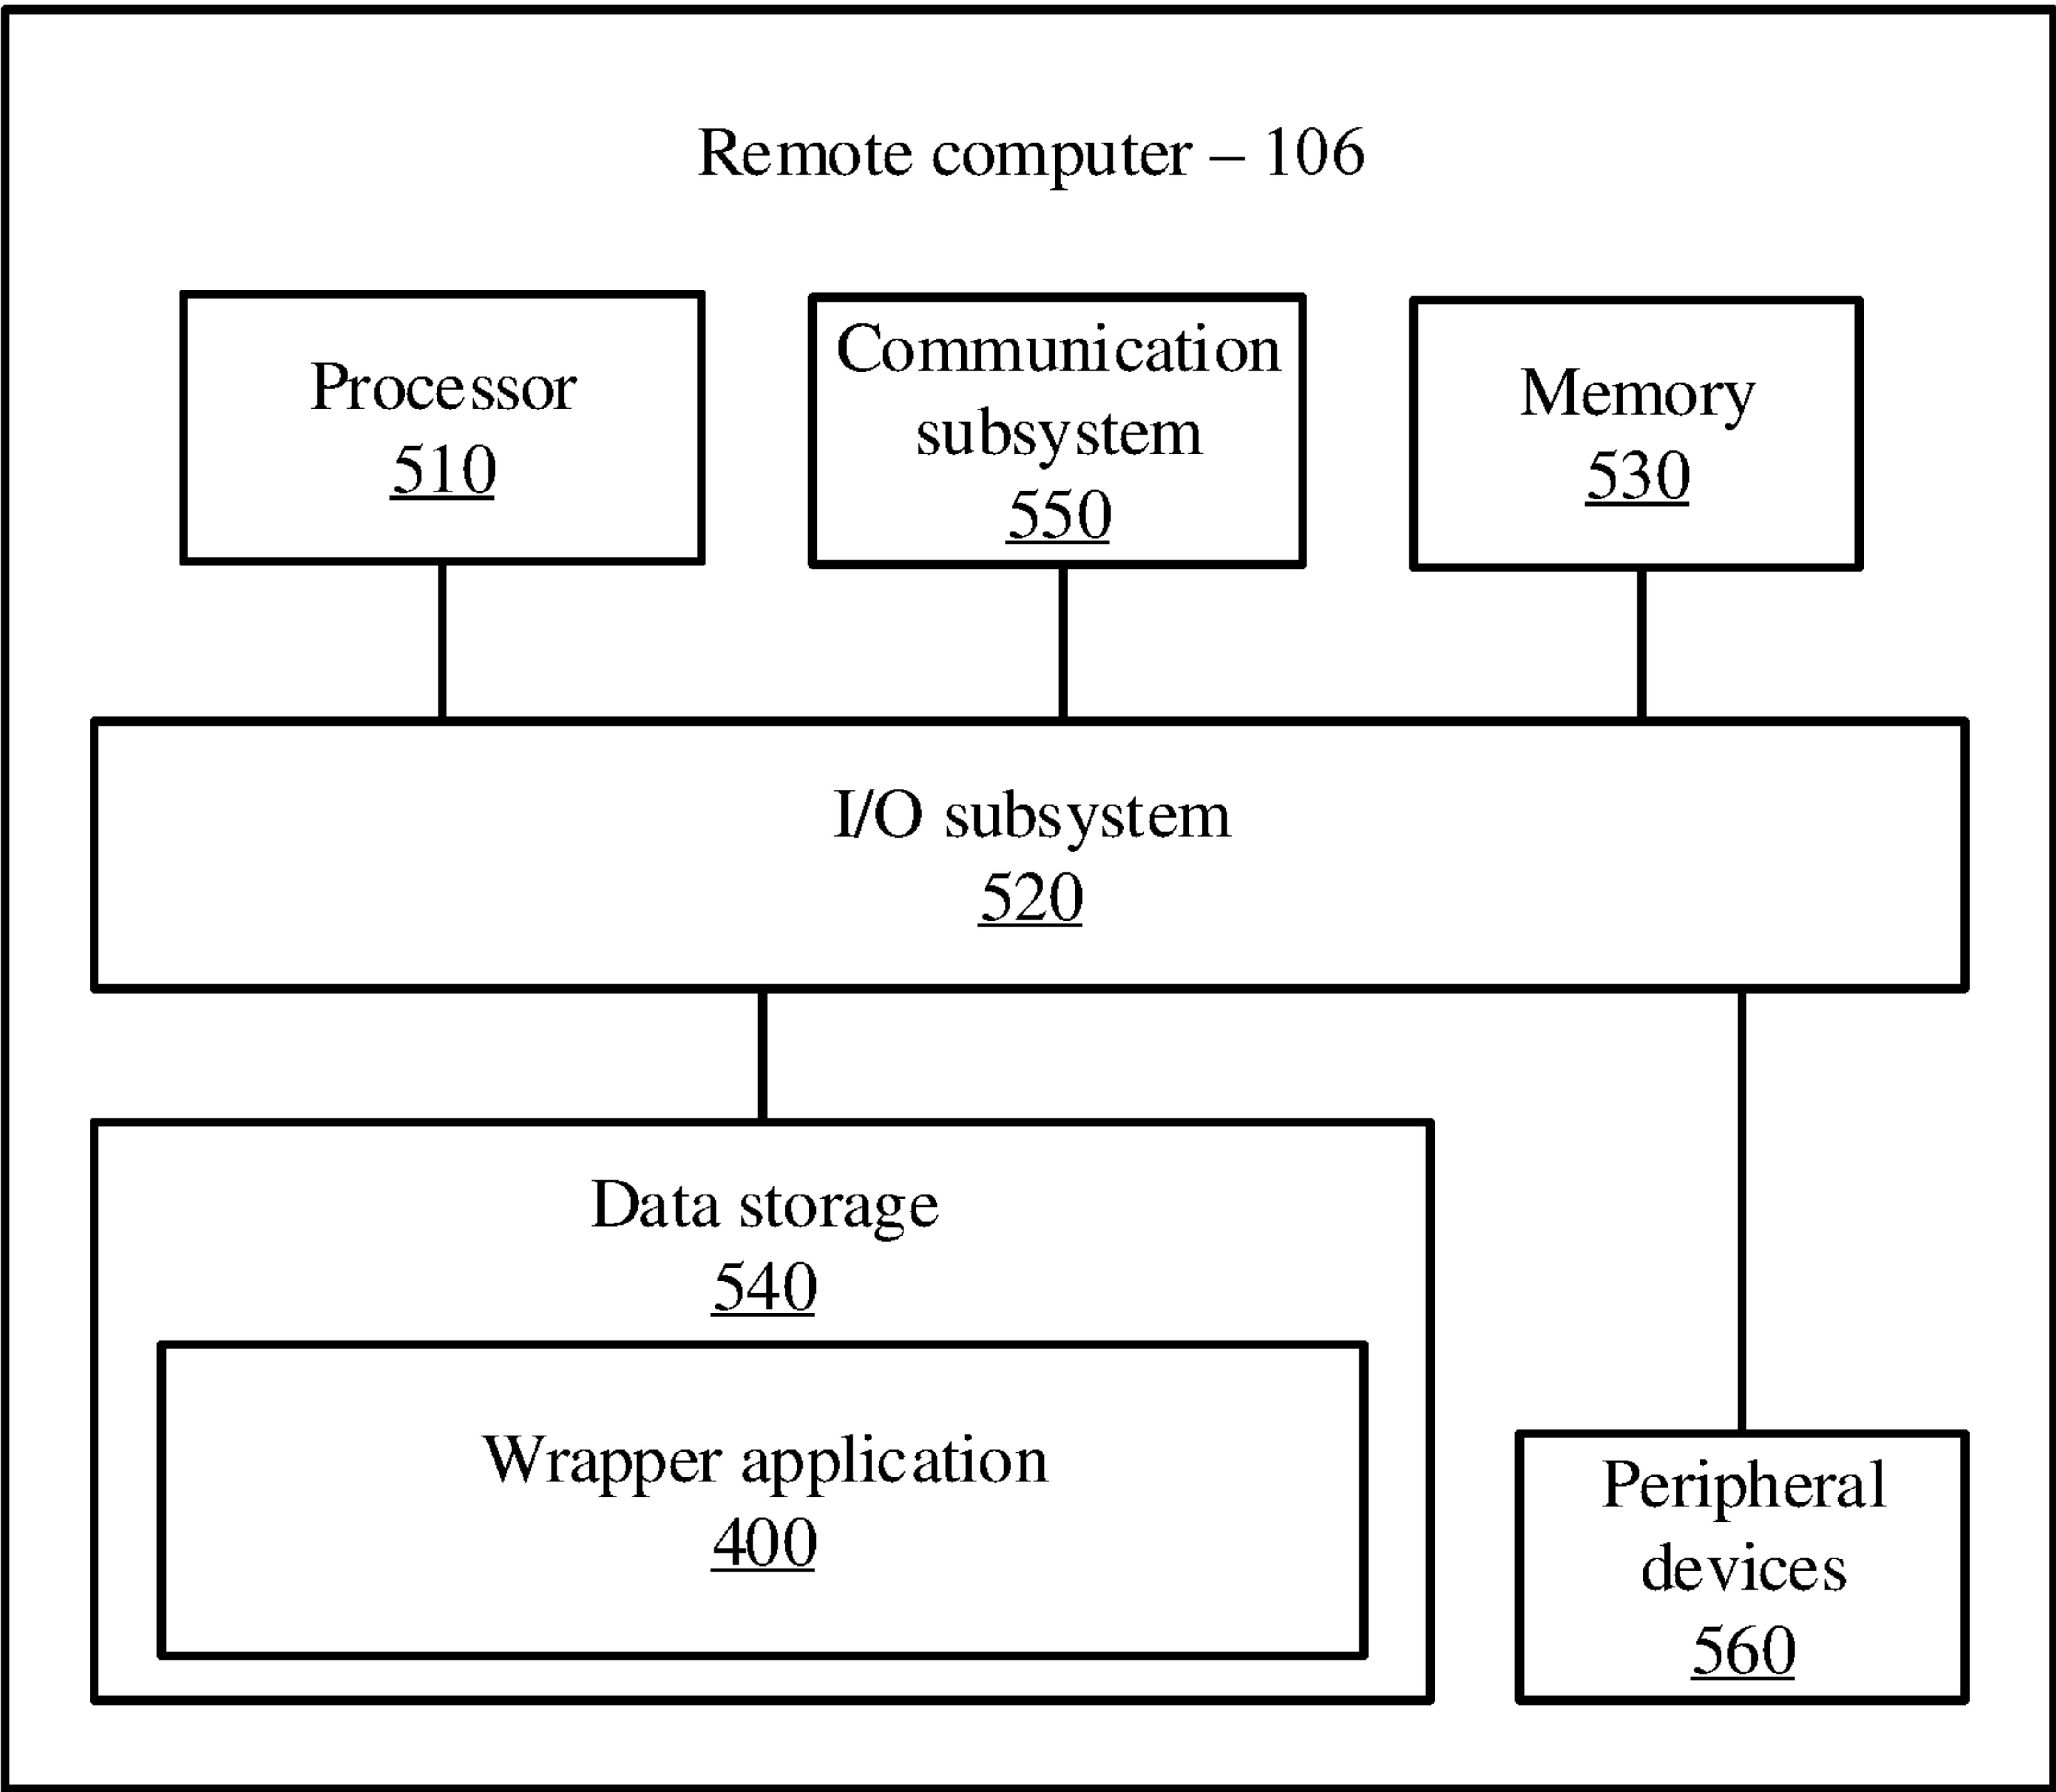 Remote computer – 106
Processor
510
Communication
subsystem
550
Memory
530
I/O subsystem
520
Data storage
540
Wrapper application
400
Peripheral
devices
560